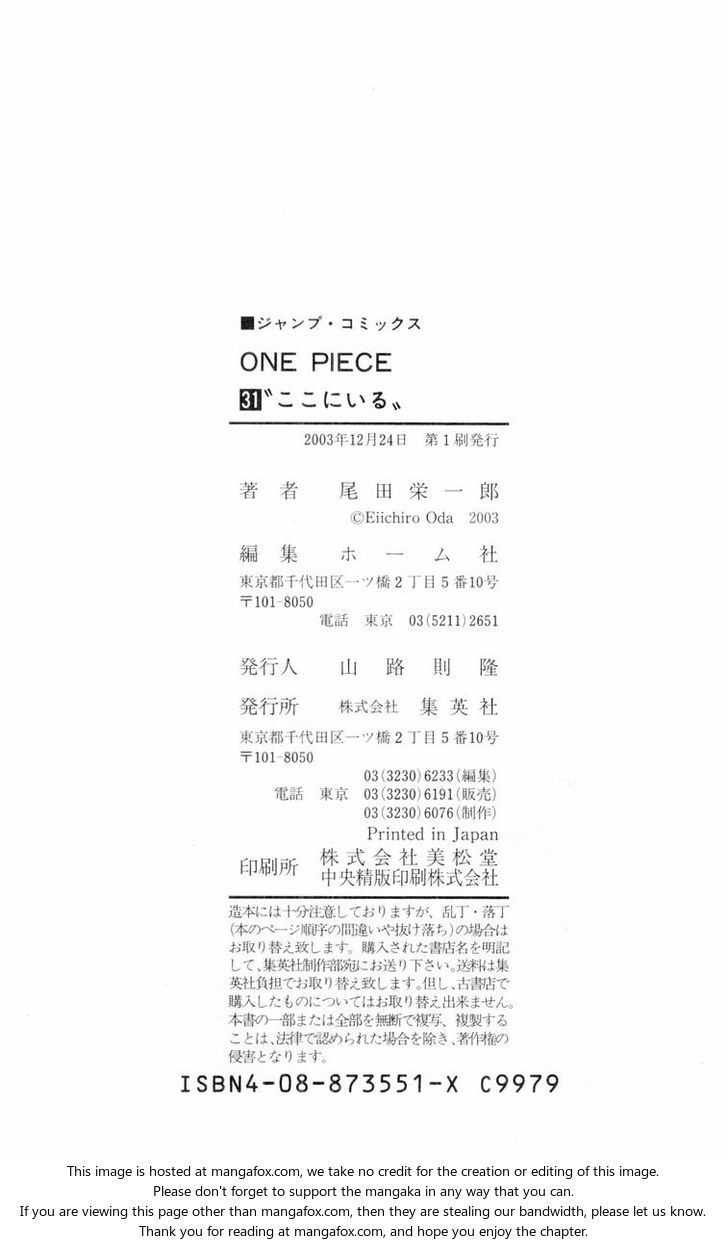 ■ジャンプ・コミックス
ONE PIECE
31〝ここにいる〟
2003年12月24日　第1刷発行
著者　尾田栄一郎
©Eiichiro Oda　2003
編集　ホーム社
東京都千代田区一ツ橋2丁目5番10号
〒101-8050
電話　東京　03(5211)2651
発行人　山路則隆
発行所　株式会社　集英社
東京都千代田区一ツ橋2丁目5番10号
〒101-8050
03(3230)6233(編集)
電話　東京　03(3230)6191(販売)
03(3230)6076(制作)
Printed in Japan
印刷所　株式会社美松堂
中央精版印刷株式会社
造本には十分注意しておりますが、乱丁・落丁
(本のページ順序の間違いや抜け落ち)の場合は
お取り替え致します。購入された書店名を明記
して、集英社制作部宛にお送り下さい。送料は集
英社負担でお取り替え致します。但し、古書店で
購入したものについてはお取り替え出来ません。
本書の一部または全部を無断で複写、複製する
ことは、法律で認められた場合を除き、著作権の
侵害となります。
ISBN4-08-873551-X C9979
This image is hosted at mangafox.com, we take no credit for the creation or editing of this image.
Please don't forget to support the mangaka in any way that you can.
If you are viewing this page other than mangafox.com, then they are stealing our bandwidth, please let us know.
Thank you for reading at mangafox.com, and hope you enjoy the chapter.